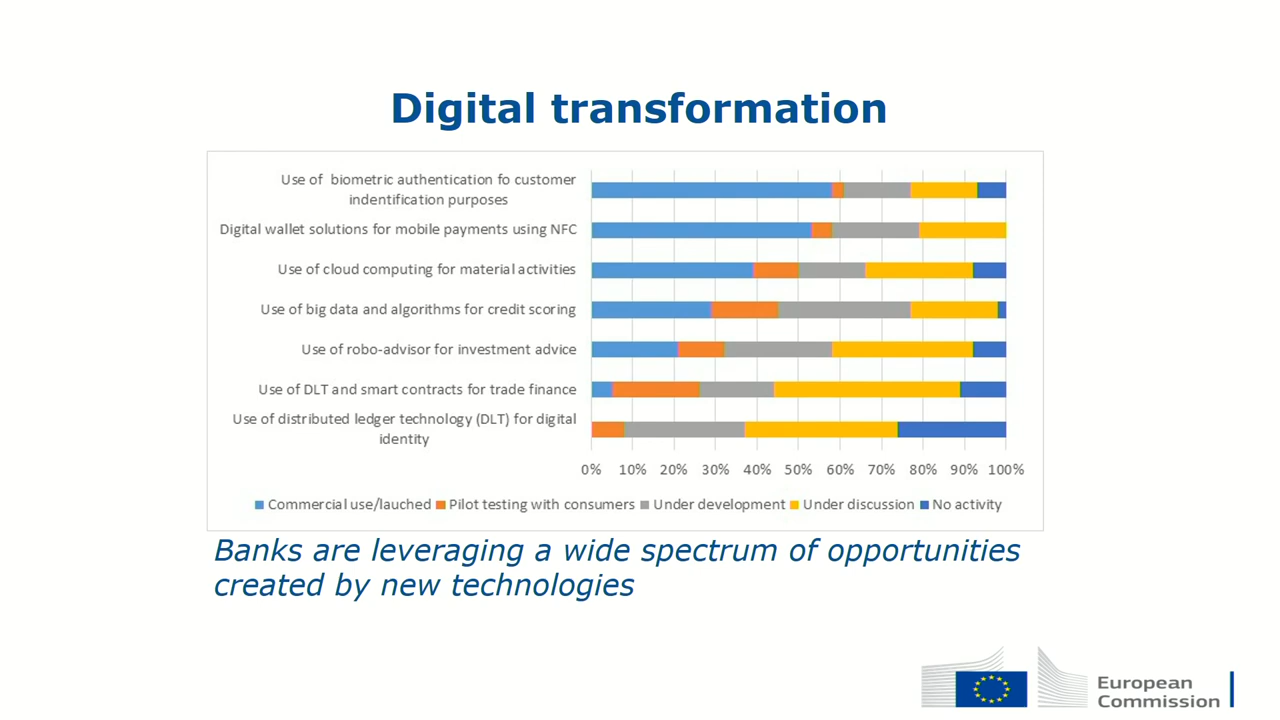 Digital transformation
Use of  biometric authentication fo customer
indentification purposes
Digital wallet solutions for mobile payments using NFC
Use of cloud computing for material activities
Use of big data and algorithms for credit scoring
Use of robo-advisor for investment advice
Use of DLT and smart contracts for trade finance
Use of distributed ledger technology (DLT) for digital
identity
0% 10% 20% 30% 40% 50% 60% 70% 80% 90% 100%
Commercial use/lauched Pilot testing with consumers Under development Under discussion No activity
Banks are leveraging a wide spectrum of opportunities
created by new technologies
European
Commission